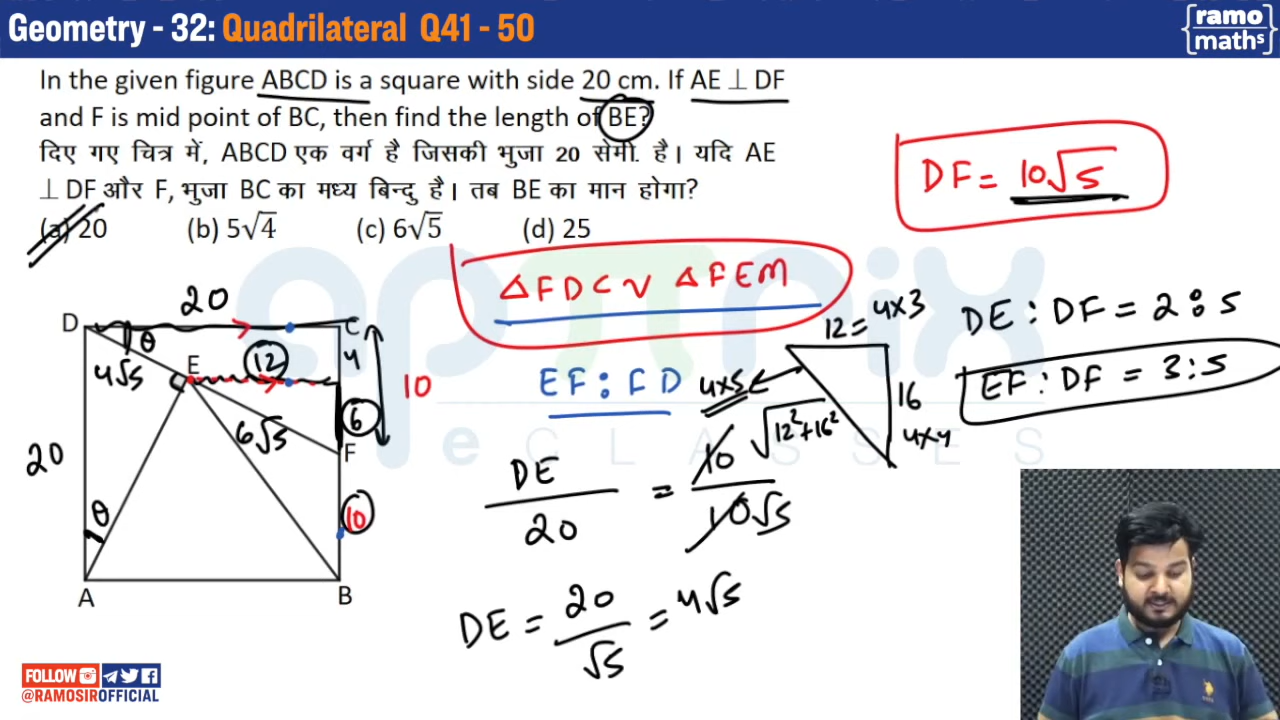 Geometry - 32: Quadrilateral Q41 - 50
ramo
maths
In the given figure ABCD is a square with side 20 cm. If AE ⊥ DF
and F is mid point of BC, then find the length of BE?
दिए गए चित्र में, ABCD एक वर्ग है जिसकी भुजा 20 सेमी. है। यदि AE
⊥ DF और F, भुजा BC का मध्य बिन्दु है। तब BE का मान होगा?
(a) 20 (b) 5√4 (c) 6√5 (d) 25
DF = 10√5
△FDC ~ △FEM
EF : FD
DE : DF = 2 : 5
EF : DF = 3 : 5
12 = 4×3
4×5
√12²+16²
16
4×4
DE/20 = 10/10√5
DE = 20/√5 = 4√5
20
D
θ
C
4
4√5
E
12
10
6
6√5
F
20
θ
10
A
B
eCLASSES
FOLLOW
@RAMOSIROFFICIAL